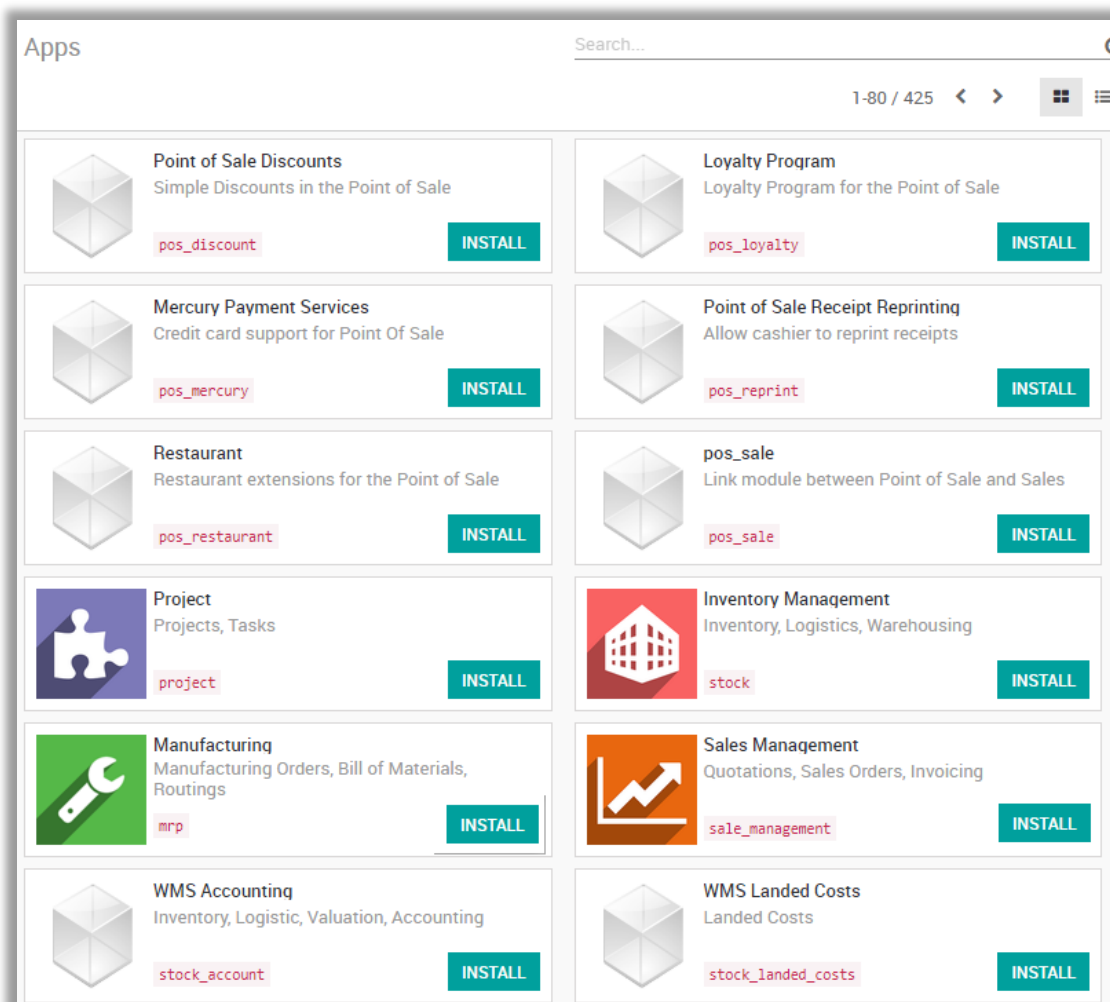 Apps
Search...
1-80 / 425
Point of Sale Discounts
Simple Discounts in the Point of Sale
pos_discount
INSTALL
Loyalty Program
Loyalty Program for the Point of Sale
pos_loyalty
INSTALL
Mercury Payment Services
Credit card support for Point Of Sale
pos_mercury
INSTALL
Point of Sale Receipt Reprinting
Allow cashier to reprint receipts
pos_reprint
INSTALL
Restaurant
Restaurant extensions for the Point of Sale
pos_restaurant
INSTALL
pos_sale
Link module between Point of Sale and Sales
pos_sale
INSTALL
Project
Projects, Tasks
project
INSTALL
Inventory Management
Inventory, Logistics, Warehousing
stock
INSTALL
Manufacturing
Manufacturing Orders, Bill of Materials,
Routings
mrp
INSTALL
Sales Management
Quotations, Sales Orders, Invoicing
sale_management
INSTALL
WMS Accounting
Inventory, Logistic, Valuation, Accounting
stock_account
INSTALL
WMS Landed Costs
Landed Costs
stock_landed_costs
INSTALL